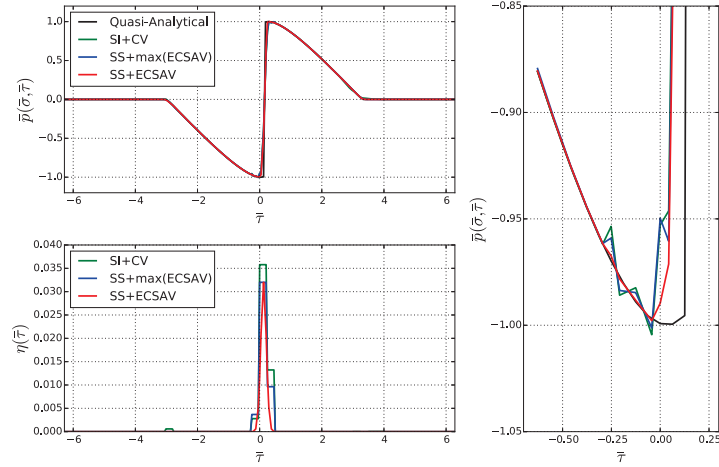 Quasi-Analytical
SI+CV
SS+max(ECSAV)
SS+ECSAV
1.0
0.5
0.0
−0.5
−1.0
p̄(σ̄,τ̄)
−6 −4 −2 0 2 4 6
τ̄
SI+CV
SS+max(ECSAV)
SS+ECSAV
0.040
0.035
0.030
0.025
0.020
0.015
0.010
0.005
0.000
η(τ̄)
−6 −4 −2 0 2 4 6
τ̄
−0.85
−0.90
−0.95
−1.00
−1.05
p̄(σ̄,τ̄)
−0.50 −0.25 0.00 0.25
τ̄